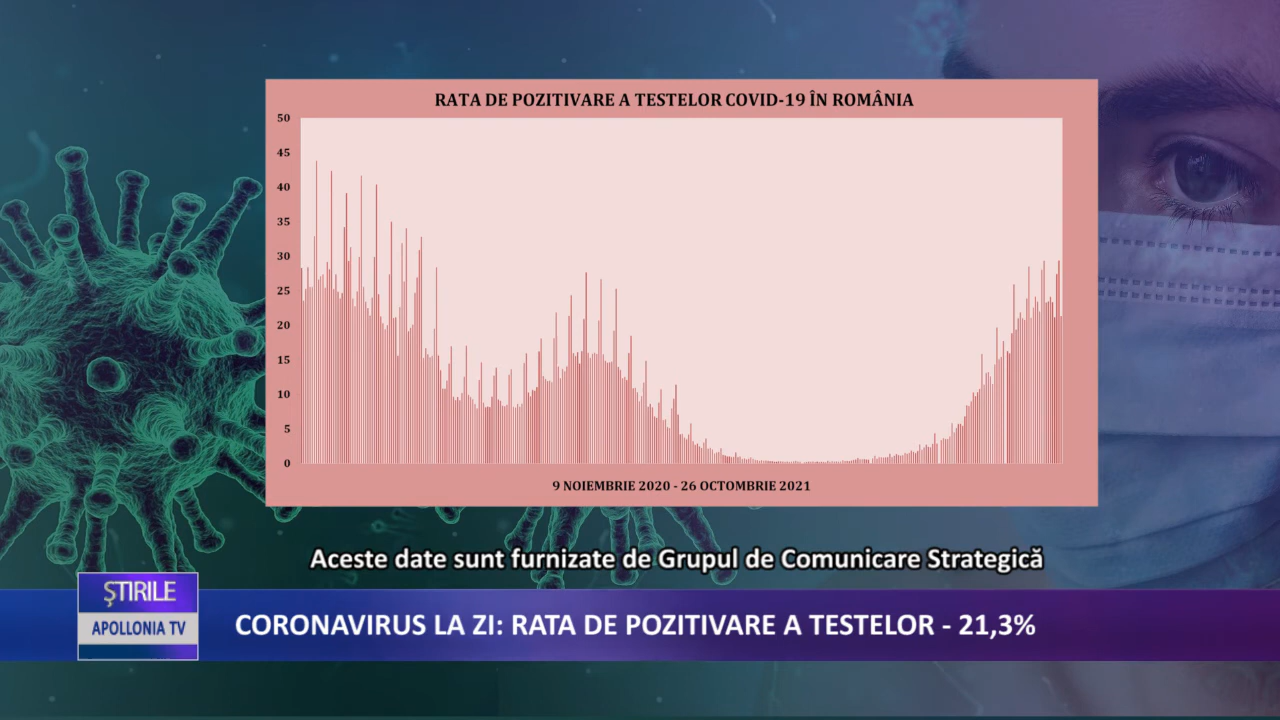 RATA DE POZITIVARE A TESTELOR COVID-19 ÎN ROMÂNIA
50
45
40
35
30
25
20
15
10
5
0
9 NOIEMBRIE 2020 - 26 OCTOMBRIE 2021
Aceste date sunt furnizate de Grupul de Comunicare Strategică
ŞTIRILE
APOLLONIA TV
CORONAVIRUS LA ZI: RATA DE POZITIVARE A TESTELOR - 21,3%